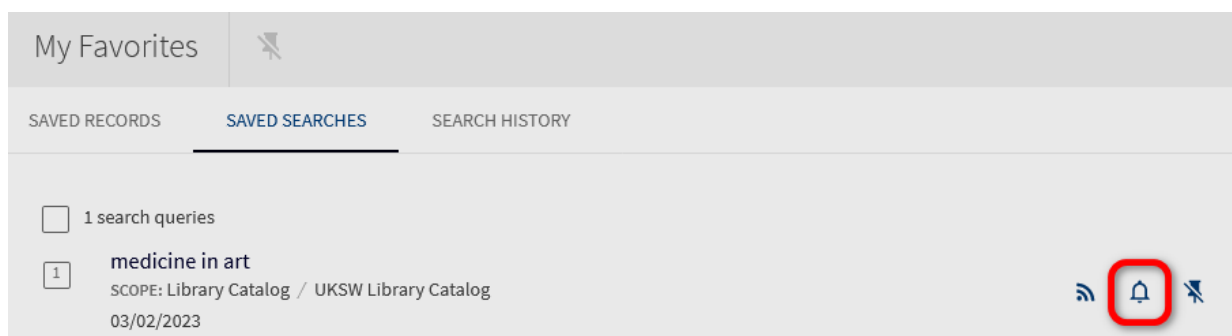 My Favorites
SAVED RECORDS SAVED SEARCHES SEARCH HISTORY
1 search queries
1 medicine in art
SCOPE: Library Catalog / UKSW Library Catalog
03/02/2023